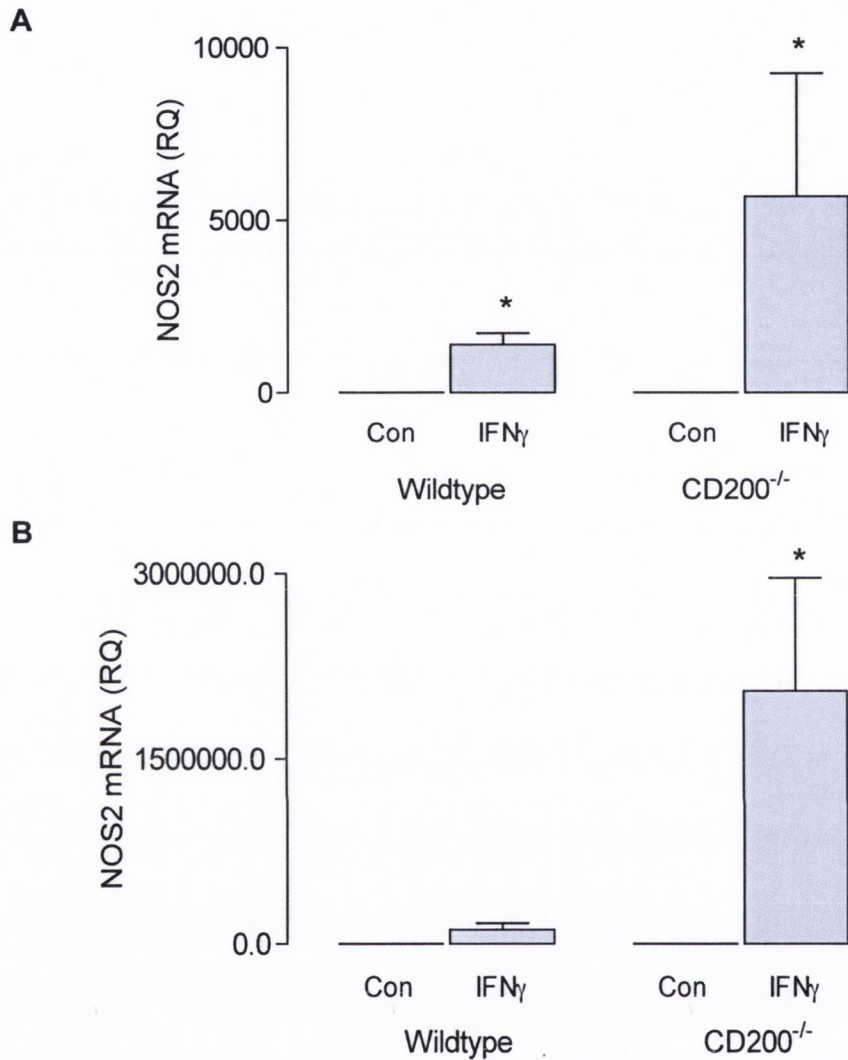 A
NOS2 mRNA (RQ)
10000
5000
0
*
*
Con IFNγ Con IFNγ
Wildtype CD200-/-
B
NOS2 mRNA (RQ)
3000000.0
1500000.0
0.0
*
Con IFNγ Con IFNγ
Wildtype CD200-/-